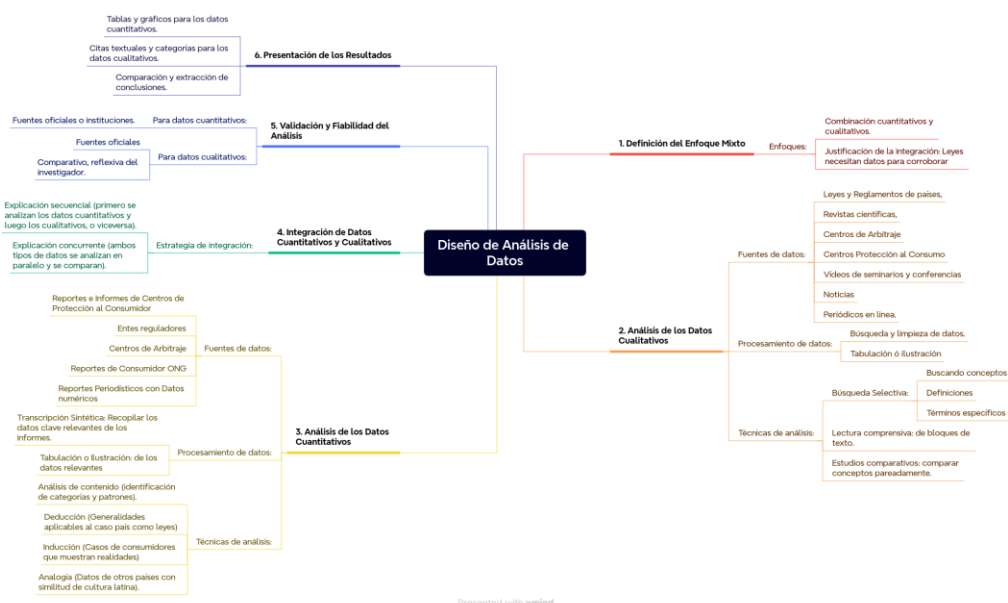 Diseño de Análisis de
Datos
1. Definición del Enfoque Mixto
Enfoques:
Combinación cuantitativos y
cualitativos.
Justificación de la integración: Leyes
necesitan datos para corroborar
2. Análisis de los Datos
Cualitativos
Fuentes de datos:
Leyes y Reglamentos de países,
Revistas científicas,
Centros de Arbitraje
Centros Protección al Consumo
Vídeos de seminarios y conferencias
Noticias
Periódicos en línea.
Procesamiento de datos:
Búsqueda y limpieza de datos.
Tabulación ó ilustración
Técnicas de análisis:
Búsqueda Selectiva:
Buscando conceptos
Definiciones
Términos específicos
Lectura comprensiva: de bloques de
texto.
Estudios comparativos: comparar
conceptos pareadamente.
3. Análisis de los Datos
Cuantitativos
Fuentes de datos:
Reportes e Informes de Centros de
Protección al Consumidor
Entes reguladores
Centros de Arbitraje
Reportes de Consumidor ONG
Reportes Periodísticos con Datos
numéricos
Procesamiento de datos:
Transcripción Sintética: Recopilar los
datos clave relevantes de los
informes.
Tabulación o Ilustración: de los
datos relevantes
Técnicas de análisis:
Análisis de contenido (identificación
de categorías y patrones).
Deducción (Generalidades
aplicables al caso país como leyes)
Inducción (Casos de consumidores
que muestran realidades)
Analogía (Datos de otros países con
similitud de cultura latina).
4. Integración de Datos
Cuantitativos y Cualitativos
Estrategia de integración:
Explicación secuencial (primero se
analizan los datos cuantitativos y
luego los cualitativos, o viceversa).
Explicación concurrente (ambos
tipos de datos se analizan en
paralelo y se comparan).
5. Validación y Fiabilidad del
Análisis
Para datos cuantitativos:
Fuentes oficiales o instituciones.
Para datos cualitativos:
Fuentes oficiales
Comparativo, reflexiva del
investigador.
6. Presentación de los Resultados
Tablas y gráficos para los datos
cuantitativos.
Citas textuales y categorías para los
datos cualitativos.
Comparación y extracción de
conclusiones.
Presented with xmind